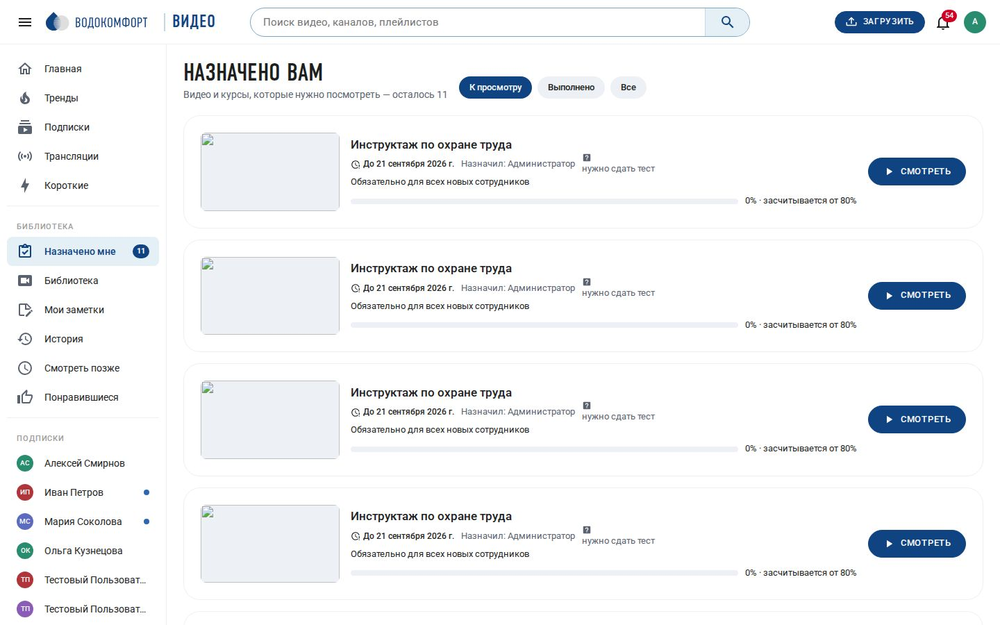 ВОДОКОМФОРТ
ВИДЕО
Поиск видео, каналов, плейлистов
ЗАГРУЗИТЬ
54
А
Главная
Тренды
Подписки
Трансляции
Короткие
БИБЛИОТЕКА
Назначено мне 11
Библиотека
Мои заметки
История
Смотреть позже
Понравившиеся
ПОДПИСКИ
АС Алексей Смирнов
ИП Иван Петров
МС Мария Соколова
ОК Ольга Кузнецова
ТП Тестовый Пользоват…
ТП Тестовый Пользоват…
НАЗНАЧЕНО ВАМ
Видео и курсы, которые нужно посмотреть — осталось 11
К просмотру Выполнено Все
Инструктаж по охране труда
До 21 сентября 2026 г. Назначил: Администратор нужно сдать тест
Обязательно для всех новых сотрудников
0% · засчитывается от 80%
СМОТРЕТЬ
Инструктаж по охране труда
До 21 сентября 2026 г. Назначил: Администратор нужно сдать тест
Обязательно для всех новых сотрудников
0% · засчитывается от 80%
СМОТРЕТЬ
Инструктаж по охране труда
До 21 сентября 2026 г. Назначил: Администратор нужно сдать тест
Обязательно для всех новых сотрудников
0% · засчитывается от 80%
СМОТРЕТЬ
Инструктаж по охране труда
До 21 сентября 2026 г. Назначил: Администратор нужно сдать тест
Обязательно для всех новых сотрудников
0% · засчитывается от 80%
СМОТРЕТЬ